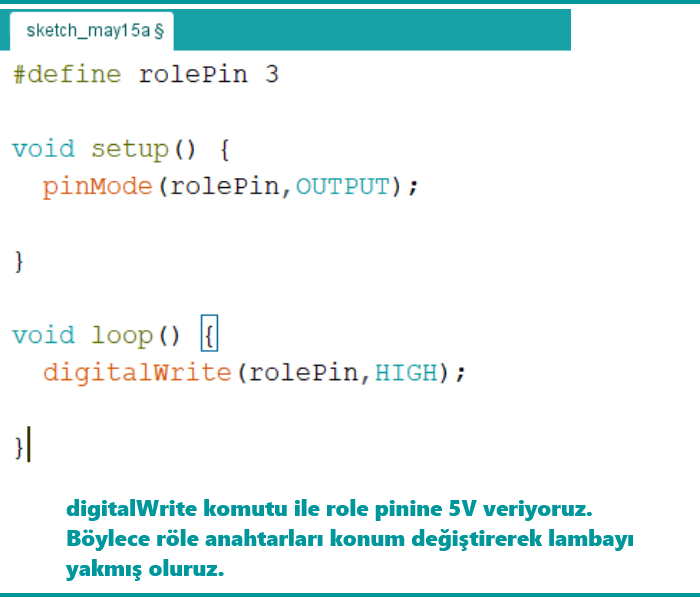 sketch_may15a §
#define rolePin 3
void setup() {
pinMode(rolePin,OUTPUT);
}
void loop() {
digitalWrite(rolePin,HIGH);
}
digitalWrite komutu ile role pinine 5V veriyoruz.
Böylece röle anahtarları konum değiştirerek lambayı
yakmış oluruz.